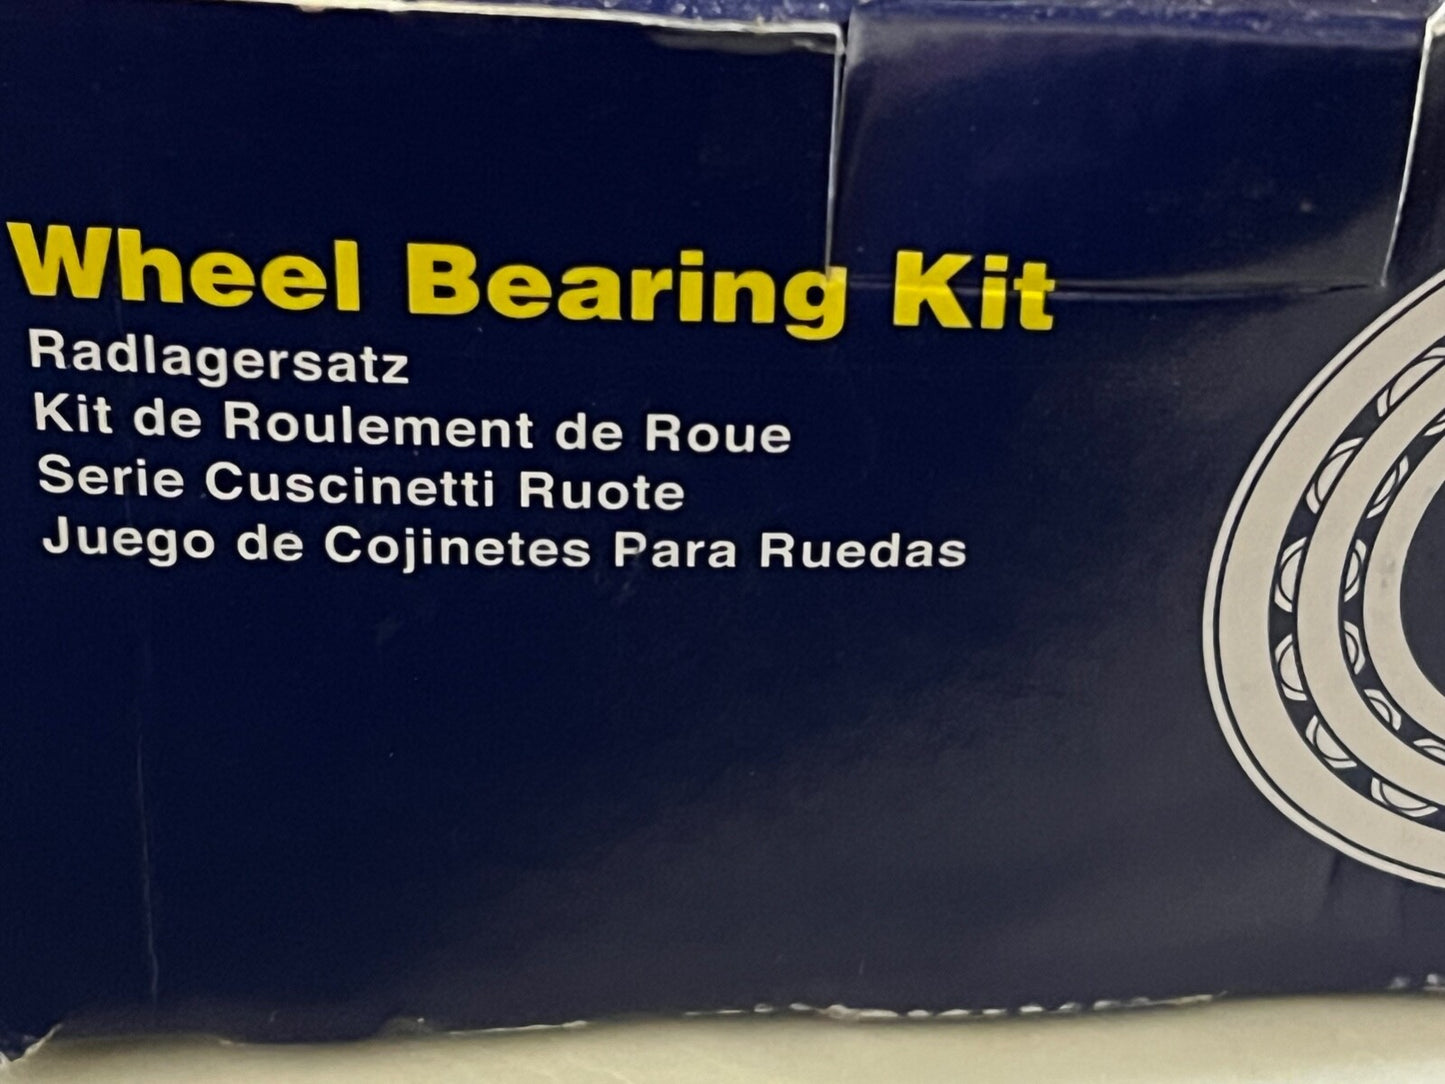 Wheel Bearing Kit
Radlagersatz
Kit de Roulement de Roue
Serie Cuscinetti Ruote
Juego de Cojinetes Para Ruedas